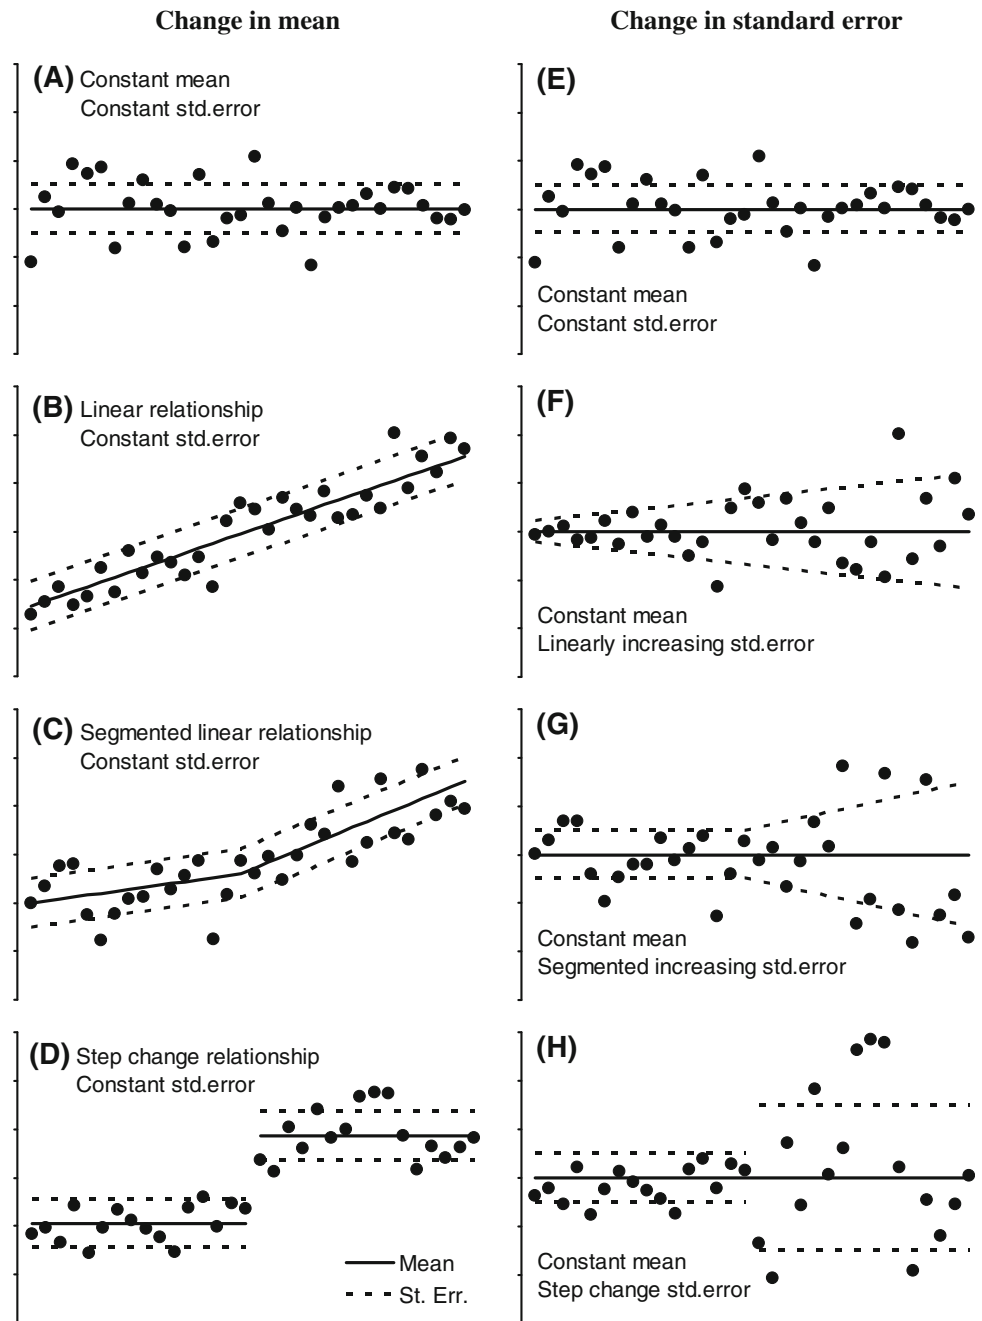 Change in mean
Change in standard error
(A) Constant mean
Constant std.error
(E)
Constant mean
Constant std.error
(B) Linear relationship
Constant std.error
(F)
Constant mean
Linearly increasing std.error
(C) Segmented linear relationship
Constant std.error
(G)
Constant mean
Segmented increasing std.error
(D) Step change relationship
Constant std.error
Mean
St. Err.
(H)
Constant mean
Step change std.error